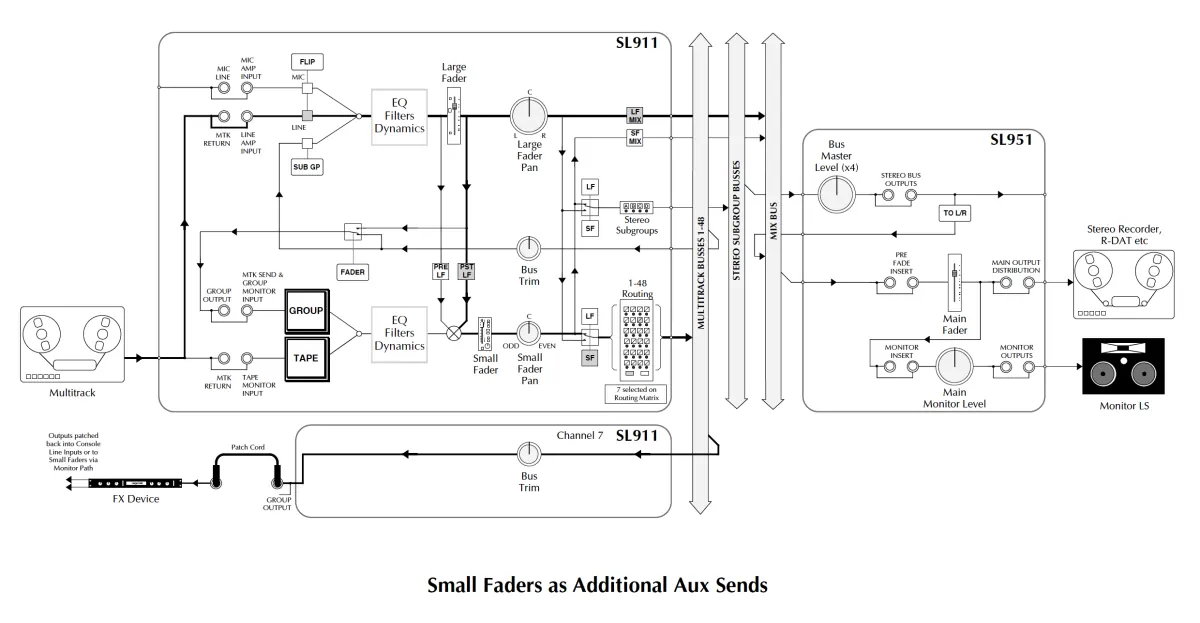 SL911
MIC
LINE
MIC
AMP
INPUT
FLIP
MIC
MTK
RETURN
LINE
AMP
INPUT
LINE
SUB GP
EQ
Filters
Dynamics
Large
Fader
C
L
R
Large
Fader
Pan
LF
MIX
SF
MIX
LF
SF
A B C D
Stereo
Subgroups
Bus
Trim
FADER
PRE
LF
PST
LF
GROUP
OUTPUT
MTK SEND &
GROUP
MONITOR
INPUT
GROUP
TAPE
MTK
RETURN
TAPE
MONITOR
INPUT
EQ
Filters
Dynamics
Small
Fader
C
ODD
EVEN
Small
Fader
Pan
LF
SF
1-48
Routing
7 selected on
Routing Matrix
Multitrack
MULTITRACK BUSSES 1-48
STEREO SUBGROUP BUSSES
MIX BUS
SL951
Bus
Master
Level (x4)
STEREO BUS
OUTPUTS
TO L/R
PRE
FADE
INSERT
Main
Fader
MAIN OUTPUT
DISTRIBUTION
MONITOR
INSERT
Main
Monitor Level
MONITOR
OUTPUTS
Stereo Recorder,
R-DAT etc
Monitor LS
Channel 7
SL911
Bus
Trim
Outputs patched
back into Console
Line Inputs or to
Small Faders via
Monitor Path
Patch Cord
FX Device
GROUP
OUTPUT
Small Faders as Additional Aux Sends